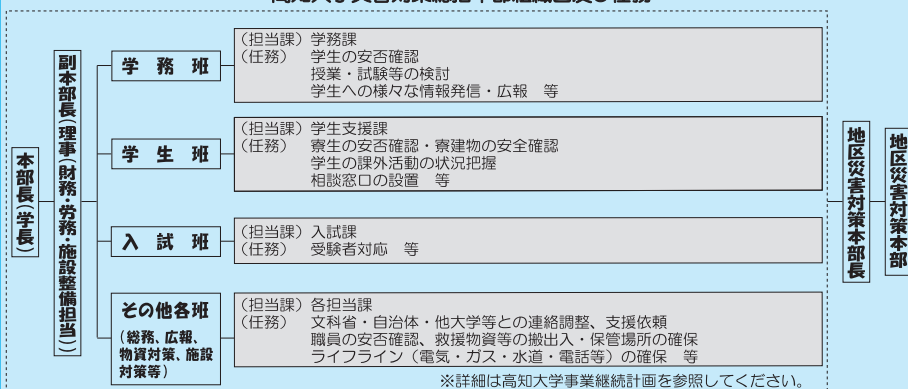 本部長(学長)
副本部長(理事(財務・労務・施設整備担当))
学務班
(担当課)学務課
(任務) 学生の安否確認
授業・試験等の検討
学生への様々な情報発信・広報 等
学生班
(担当課)学生支援課
(任務) 寮生の安否確認・寮建物の安全確認
学生の課外活動の状況把握
相談窓口の設置 等
入試班
(担当課)入試課
(任務) 受験者対応 等
その他各班
(総務、広報、
物資対策、施設
対策等)
(担当課)各担当課
(任務) 文科省・自治体・他大学等との連絡調整、支援依頼
職員の安否確認、救援物資等の搬出入・保管場所の確保
ライフライン(電気・ガス・水道・電話等)の確保 等
※詳細は高知大学事業継続計画を参照してください。
地区災害対策本部長
地区災害対策本部